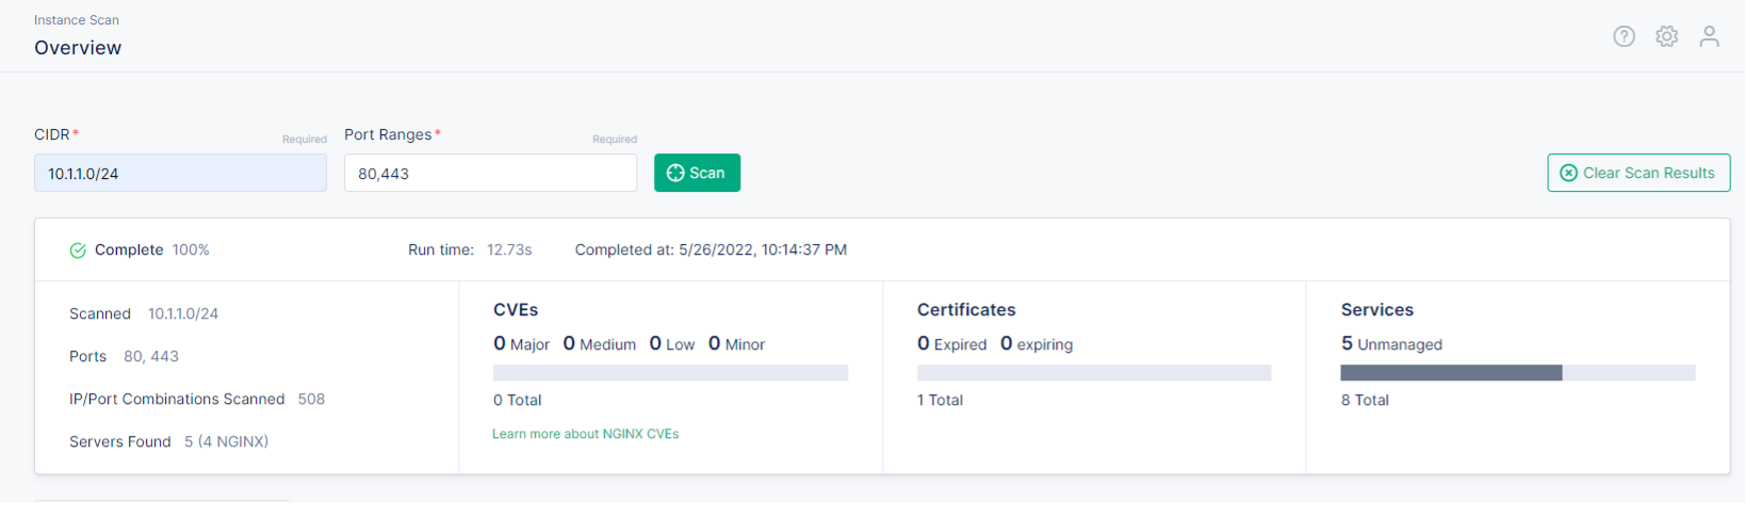 Instance Scan
Overview
CIDR* Required Port Ranges* Required
10.1.1.0/24 80,443 Scan Clear Scan Results
Complete 100% Run time: 12.73s Completed at: 5/26/2022, 10:14:37 PM
Scanned 10.1.1.0/24
Ports 80, 443
IP/Port Combinations Scanned 508
Servers Found 5 (4 NGINX)
CVEs
0 Major 0 Medium 0 Low 0 Minor
0 Total
Learn more about NGINX CVEs
Certificates
0 Expired 0 expiring
1 Total
Services
5 Unmanaged
8 Total